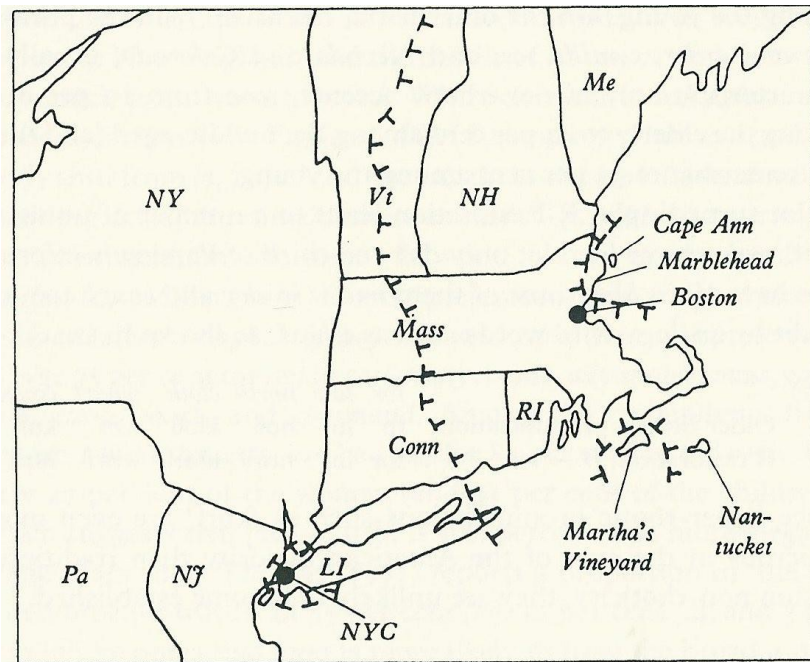 Me
NY
Vt
NH
Cape Ann
Marblehead
Boston
Mass
RI
Conn
Nan-
tucket
Martha's
Vineyard
Pa
NJ
LI
NYC